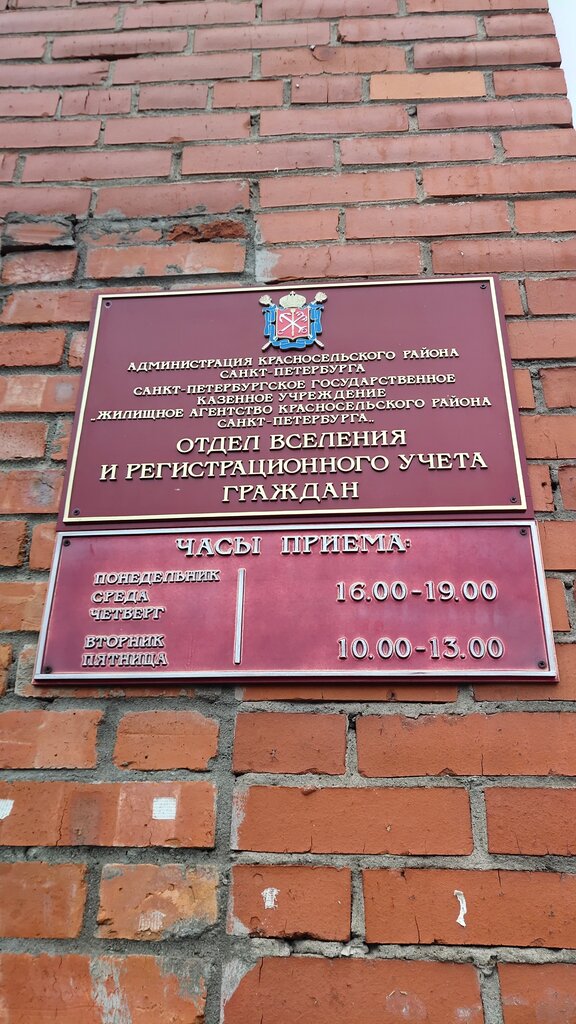 АДМИНИСТРАЦИЯ КРАСНОСЕЛЬСКОГО РАЙОНА
САНКТ-ПЕТЕРБУРГА
САНКТ-ПЕТЕРБУРГСКОЕ ГОСУДАРСТВЕННОЕ
КАЗЕННОЕ УЧРЕЖДЕНИЕ
„ЖИЛИЩНОЕ АГЕНТСТВО КРАСНОСЕЛЬСКОГО РАЙОНА
САНКТ-ПЕТЕРБУРГА„
ОТДЕЛ ВСЕЛЕНИЯ
И РЕГИСТРАЦИОННОГО УЧЕТА
ГРАЖДАН
ЧАСЫ ПРИЕМА:
ПОНЕДЕЛЬНИК
СРЕДА
ЧЕТВЕРГ
16.00-19.00
ВТОРНИК
ПЯТНИЦА
10.00-13.00